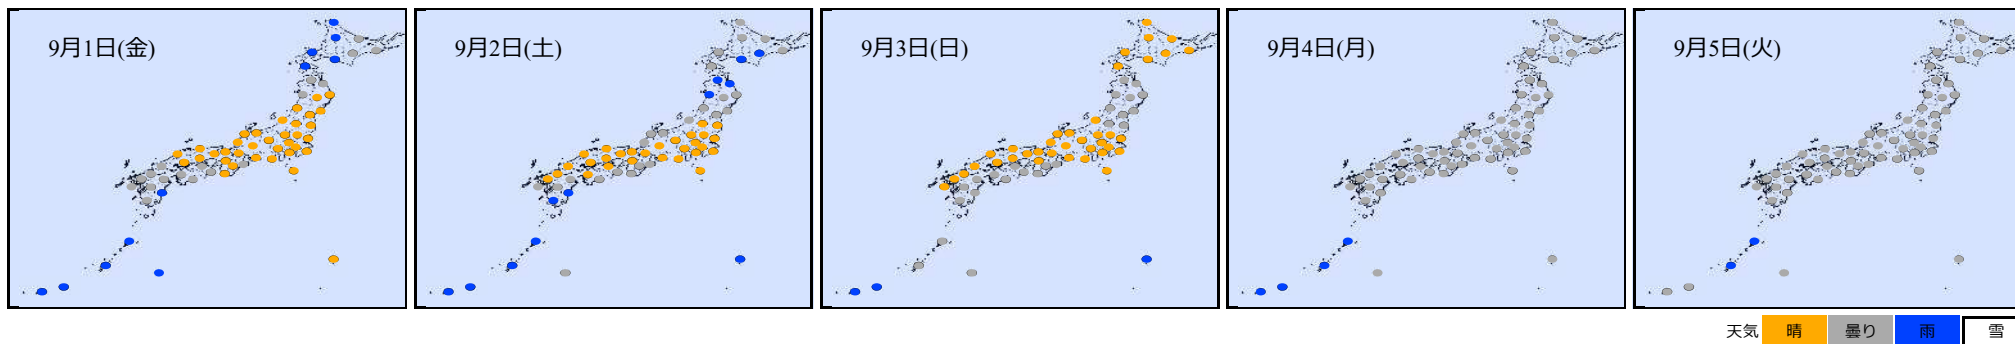 9月1日(金)
9月2日(土)
9月3日(日)
9月4日(月)
9月5日(火)
天気 晴 曇り 雨 雪